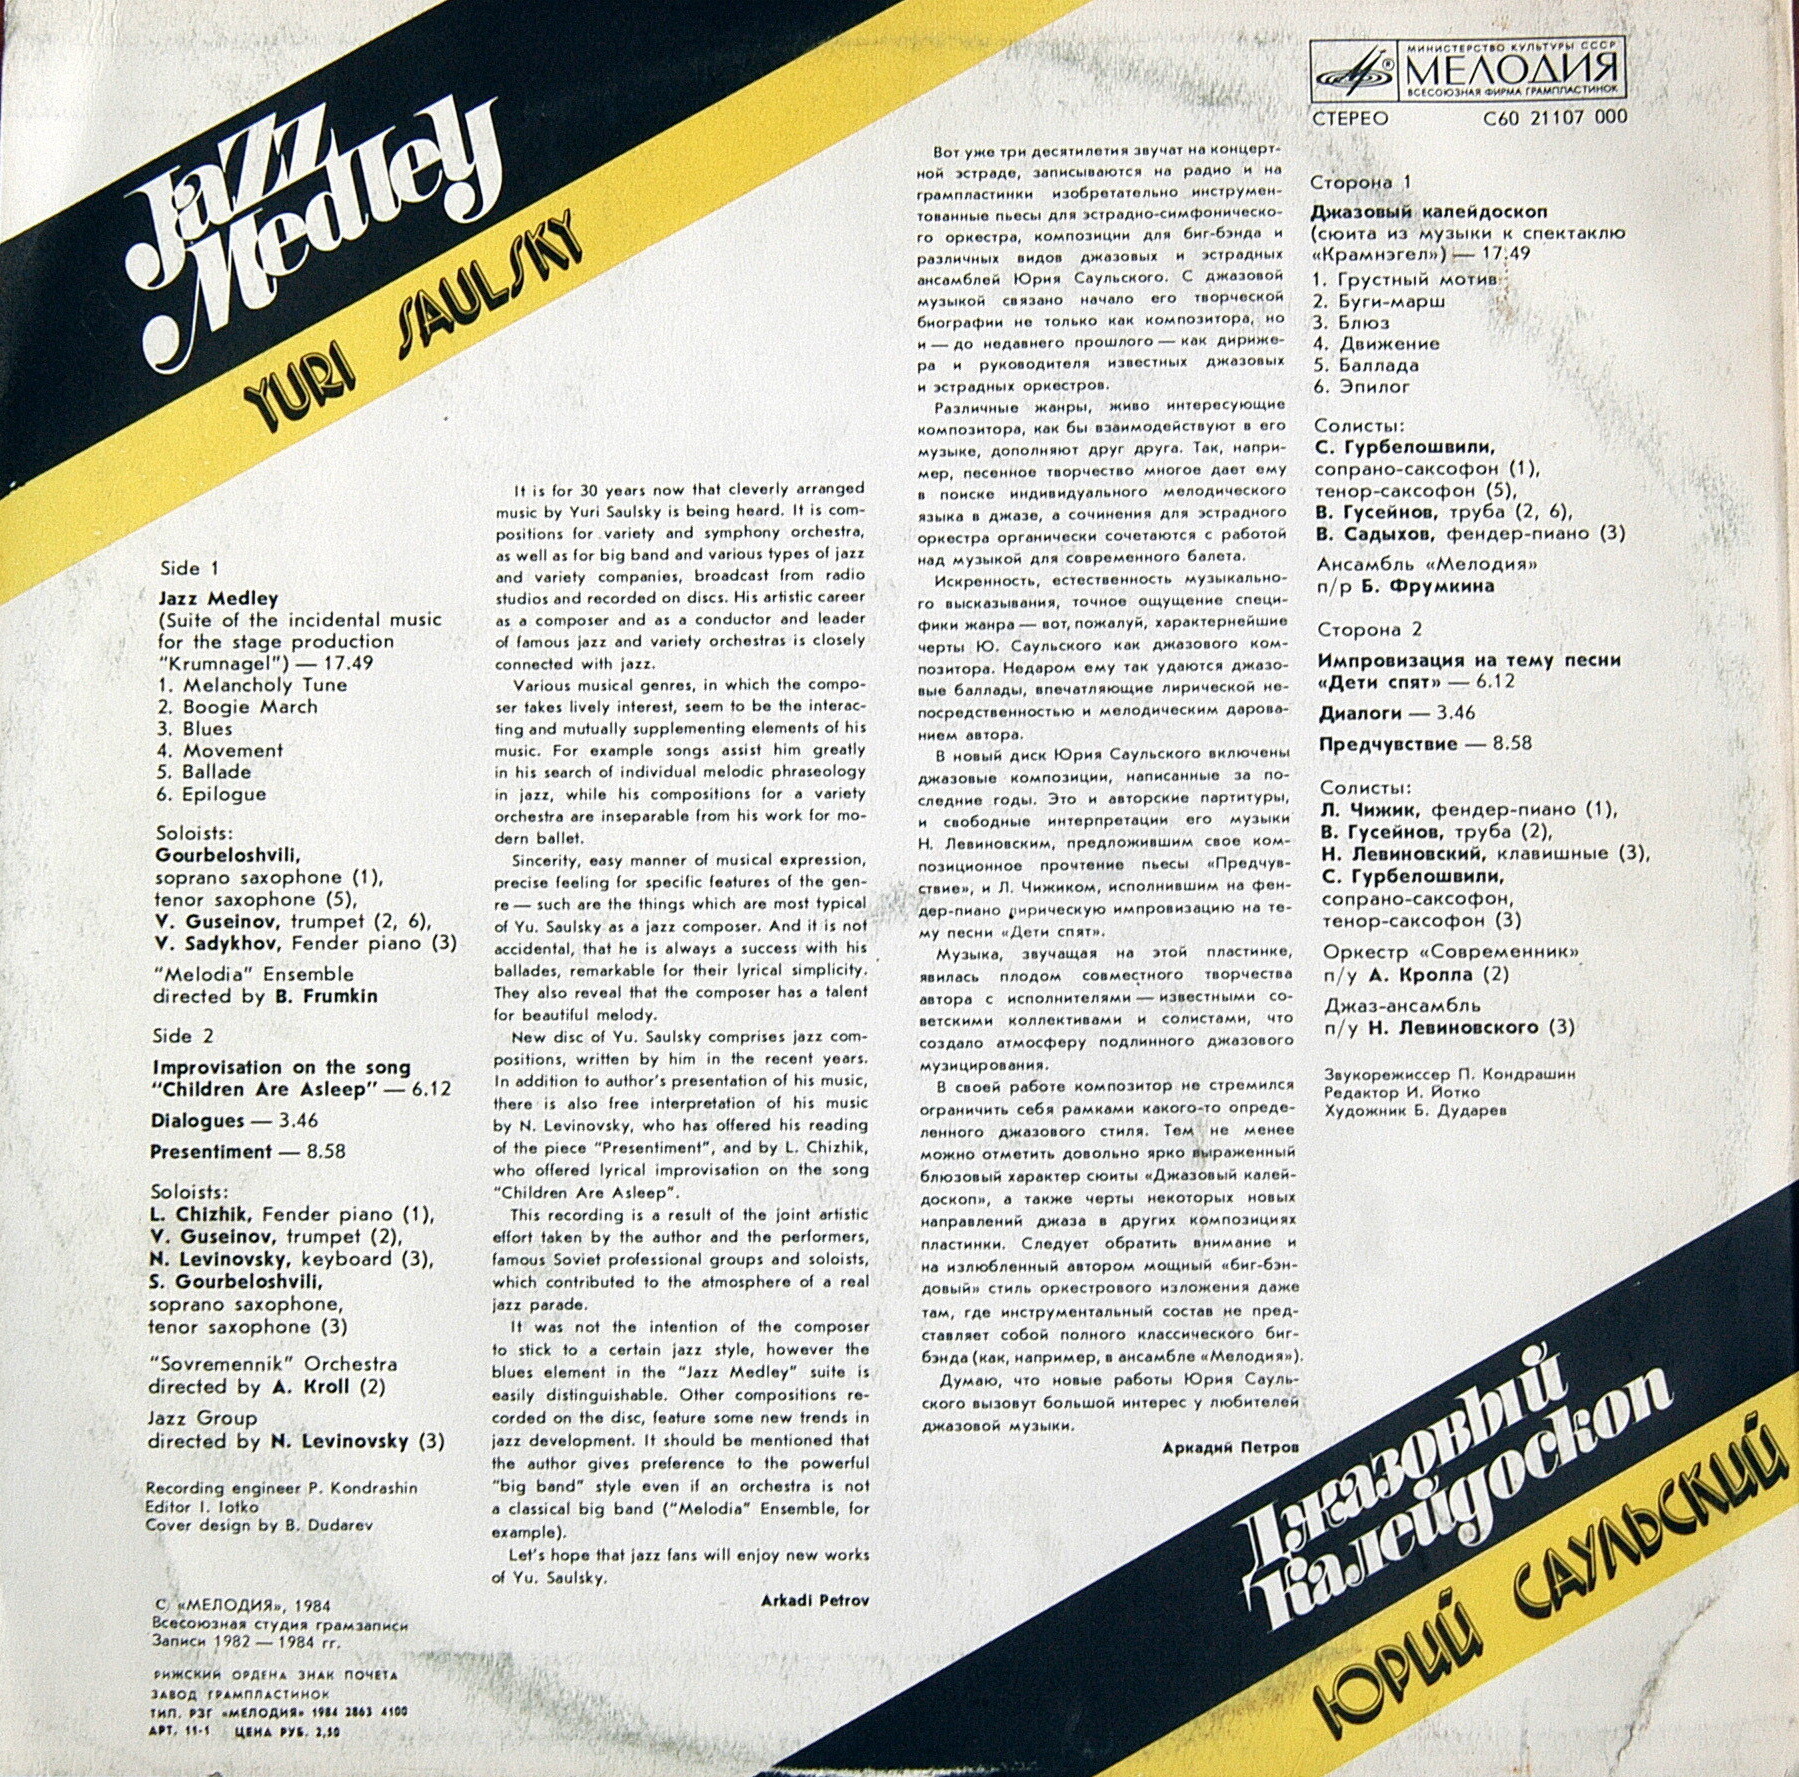 Jazz
Medley
YURI SAULSKY
Side 1
Jazz Medley
(Suite of the incidental music
for the stage production
"Krumnagel") — 17.49
1. Melancholy Tune
2. Boogie March
3. Blues
4. Movement
5. Ballade
6. Epilogue
Soloists:
Gourbeloshvili,
soprano saxophone (1),
tenor saxophone (5),
V. Guseinov, trumpet (2, 6),
V. Sadykhov, Fender piano (3)
"Melodia" Ensemble
directed by B. Frumkin
Side 2
Improvisation on the song
"Children Are Asleep" — 6.12
Dialogues — 3.46
Presentiment — 8.58
Soloists:
L. Chizhik, Fender piano (1),
V. Guseinov, trumpet (2),
N. Levinovsky, keyboard (3),
S. Gourbeloshvili,
soprano saxophone,
tenor saxophone (3)
"Sovremennik" Orchestra
directed by A. Kroll (2)
Jazz Group
directed by N. Levinovsky (3)
Recording engineer P. Kondrashin
Editor I. Iotko
Cover design by B. Dudarev
С «МЕЛОДИЯ», 1984
Всесоюзная студия грамзаписи
Записи 1982 — 1984 гг.
РИЖСКИЙ ОРДЕНА ЗНАК ПОЧЕТА
ЗАВОД ГРАМПЛАСТИНОК
ТИП. РЗГ «МЕЛОДИЯ» 1984 2863 4100
АРТ. 11-1 ЦЕНА РУБ. 2,50
It is for 30 years now that cleverly arranged
music by Yuri Saulsky is being heard. It is com-
positions for variety and symphony orchestra,
as well as for big band and various types of jazz
and variety companies, broadcast from radio
studios and recorded on discs. His artistic career
as a composer and as a conductor and leader
of famous jazz and variety orchestras is closely
connected with jazz.
Various musical genres, in which the compo-
ser takes lively interest, seem to be the interac-
ting and mutually supplementing elements of his
music. For example songs assist him greatly
in his search of individual melodic phraseology
in jazz, while his compositions for a variety
orchestra are inseparable from his work for mo-
dern ballet.
Sincerity, easy manner of musical expression,
precise feeling for specific features of the gen-
re — such are the things which are most typical
of Yu. Saulsky as a jazz composer. And it is not
accidental, that he is always a success with his
ballades, remarkable for their lyrical simplicity.
They also reveal that the composer has a talent
for beautiful melody.
New disc of Yu. Saulsky comprises jazz com-
positions, written by him in the recent years.
In addition to author's presentation of his music,
there is also free interpretation of his music
by N. Levinovsky, who has offered his reading
of the piece "Presentiment", and by L. Chizhik,
who offered lyrical improvisation on the song
"Children Are Asleep".
This recording is a result of the joint artistic
effort taken by the author and the performers,
famous Soviet professional groups and soloists,
which contributed to the atmosphere of a real
jazz parade.
It was not the intention of the composer
to stick to a certain jazz style, however the
blues element in the "Jazz Medley" suite is
easily distinguishable. Other compositions re-
corded on the disc, feature some new trends in
jazz development. It should be mentioned that
the author gives preference to the powerful
"big band" style even if an orchestra is not
a classical big band ("Melodia" Ensemble, for
example).
Let's hope that jazz fans will enjoy new works
of Yu. Saulsky.
Arkadi Petrov
Вот уже три десятилетия звучат на концерт-
ной эстраде, записываются на радио и на
грампластинки изобретательно инструмен-
тованные пьесы для эстрадно-симфоническо-
го оркестра, композиции для биг-бэнда и
различных видов джазовых и эстрадных
ансамблей Юрия Саульского. С джазовой
музыкой связано начало его творческой
биографии не только как композитора, но
и — до недавнего прошлого — как дириже-
ра и руководителя известных джазовых
и эстрадных оркестров.
Различные жанры, живо интересующие
композитора, как бы взаимодействуют в его
музыке, дополняют друг друга. Так, напри-
мер, песенное творчество многое дает ему
в поиске индивидуального мелодического
языка в джазе, а сочинения для эстрадного
оркестра органически сочетаются с работой
над музыкой для современного балета.
Искренность, естественность музыкально-
го высказывания, точное ощущение специ-
фики жанра — вот, пожалуй, характернейшие
черты Ю. Саульского как джазового ком-
позитора. Недаром ему так удаются джазо-
вые баллады, впечатляющие лирической не-
посредственностью и мелодическим дарова-
нием автора.
В новый диск Юрия Саульского включены
джазовые композиции, написанные за по-
следние годы. Это и авторские партитуры,
и свободные интерпретации его музыки
Н. Левиновским, предложившим свое ком-
позиционное прочтение пьесы «Предчув-
ствие», и Л. Чижиком, исполнившим на фен-
дер-пиано лирическую импровизацию на те-
му песни «Дети спят».
Музыка, звучащая на этой пластинке,
явилась плодом совместного творчества
автора с исполнителями — известными со-
ветскими коллективами и солистами, что
создало атмосферу подлинного джазового
музицирования.
В своей работе композитор не стремился
ограничить себя рамками какого-то опреде-
ленного джазового стиля. Тем не менее
можно отметить довольно ярко выраженный
блюзовый характер сюиты «Джазовый калей-
доскоп», а также черты некоторых новых
направлений джаза в других композициях
пластинки. Следует обратить внимание и
на излюбленный автором мощный «биг-бэн-
довый» стиль оркестрового изложения даже
там, где инструментальный состав не пред-
ставляет собой полного классического биг-
бэнда (как, например, в ансамбле «Мелодия»).
Думаю, что новые работы Юрия Сауль-
ского вызовут большой интерес у любителей
джазовой музыки.
Аркадий Петров
МИНИСТЕРСТВО КУЛЬТУРЫ СССР
МЕЛОДИЯ
ВСЕСОЮЗНАЯ ФИРМА ГРАМПЛАСТИНОК
СТЕРЕО С60 21107 000
Сторона 1
Джазовый калейдоскоп
(сюита из музыки к спектаклю
«Крамнэгел») — 17.49
1. Грустный мотив
2. Буги-марш
3. Блюз
4. Движение
5. Баллада
6. Эпилог
Солисты:
С. Гурбелошвили,
сопрано-саксофон (1),
тенор-саксофон (5),
В. Гусейнов, труба (2, 6),
В. Садыхов, фендер-пиано (3)
Ансамбль «Мелодия»
п/р Б. Фрумкина
Сторона 2
Импровизация на тему песни
«Дети спят» — 6.12
Диалоги — 3.46
Предчувствие — 8.58
Солисты:
Л. Чижик, фендер-пиано (1),
В. Гусейнов, труба (2),
Н. Левиновский, клавишные (3),
С. Гурбелошвили,
сопрано-саксофон,
тенор-саксофон (3)
Оркестр «Современник»
п/у А. Кролла (2)
Джаз-ансамбль
п/у Н. Левиновского (3)
Звукорежиссер П. Кондрашин
Редактор И. Йотко
Художник Б. Дударев
Джазовый
Калейдоскоп
ЮРИЙ САУЛЬСКИЙ